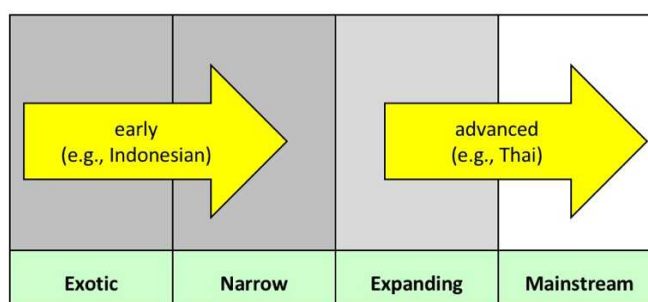 early
(e.g., Indonesian)
advanced
(e.g., Thai)
Exotic
Narrow
Expanding
Mainstream